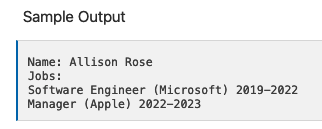 Sample Output
Name: Allison Rose
Jobs:
Software Engineer (Microsoft) 2019-2022
Manager (Apple) 2022-2023